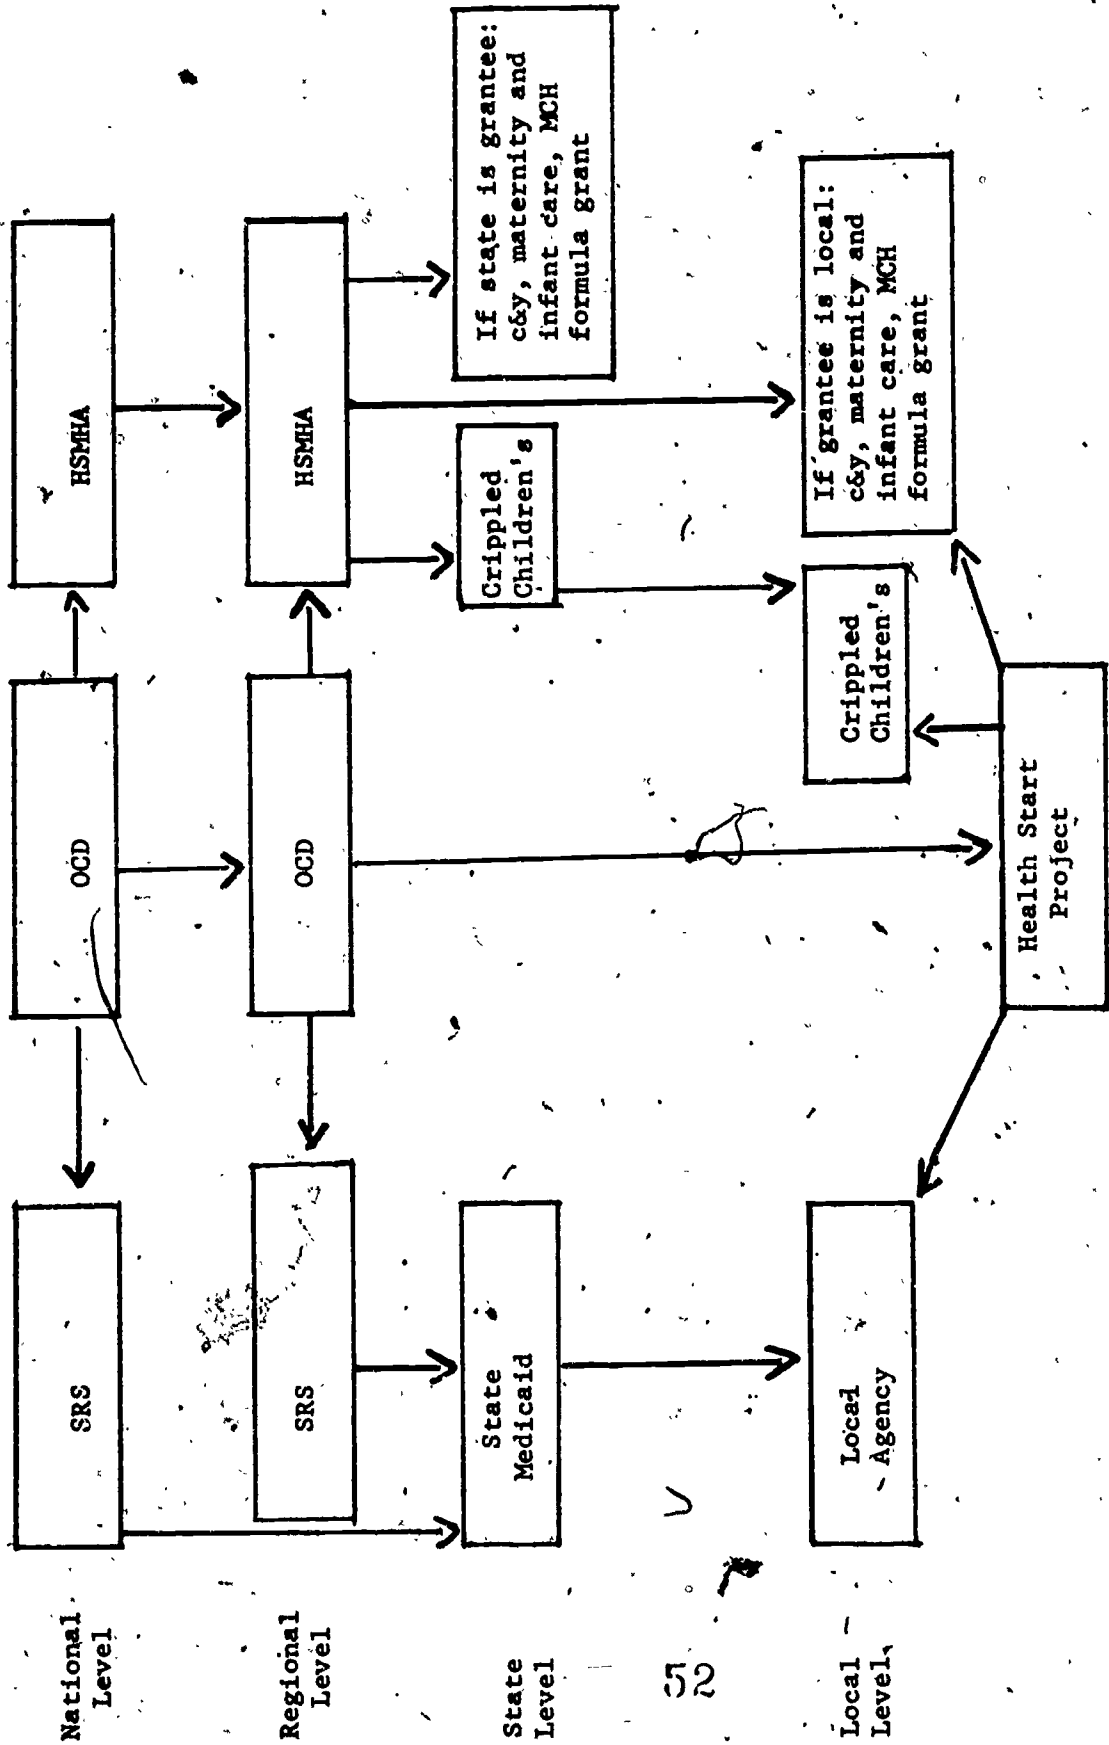 National
Level
SRS
OCD
HSMHA
Regional
Level
SRS
OCD
HSMHA
State
Level
State
Medicaid
Crippled
Children's
If state is grantee:
c&y, maternity and
infant care, MCH
formula grant
52
Local
Level
Local
Agency
Crippled
Children's
If grantee is local:
c&y, maternity and
infant care, MCH
formula grant
Health Start
Project